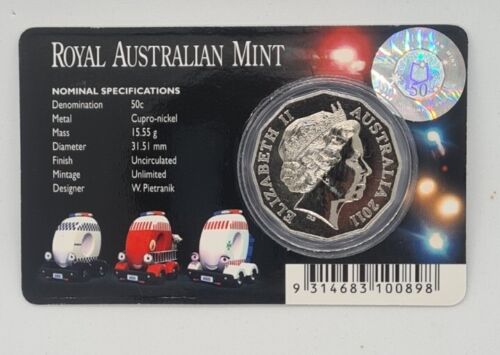 ROYAL AUSTRALIAN MINT
NOMINAL SPECIFICATIONS
Denomination 50c
Metal Cupro-nickel
Mass 15.55 g
Diameter 31.51 mm
Finish Uncirculated
Mintage Unlimited
Designer W. Pietranik
50
ELIZABETH II AUSTRALIA 2011
9 314683 100898